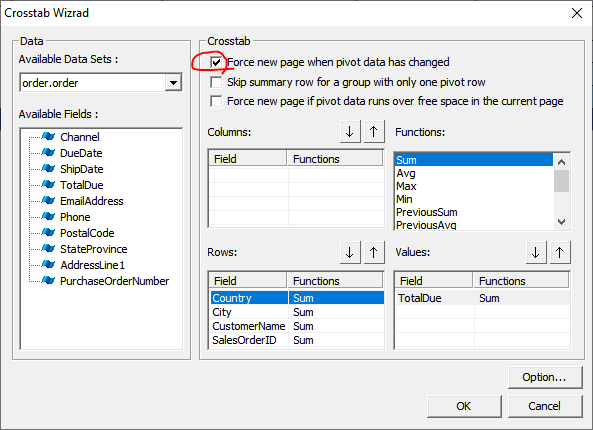 Crosstab Wizrad
Data
Available Data Sets :
order.order
Available Fields :
Channel
DueDate
ShipDate
TotalDue
EmailAddress
Phone
PostalCode
StateProvince
AddressLine1
PurchaseOrderNumber
Crosstab
Force new page when pivot data has changed
Skip summary row for a group with only one pivot row
Force new page if pivot data runs over free space in the current page
Columns:
Field Functions
Functions:
Sum
Avg
Max
Min
PreviousSum
PreviousAvg
Rows:
Field Functions
Country Sum
City Sum
CustomerName Sum
SalesOrderID Sum
Values:
Field Functions
TotalDue Sum
Option...
OK Cancel